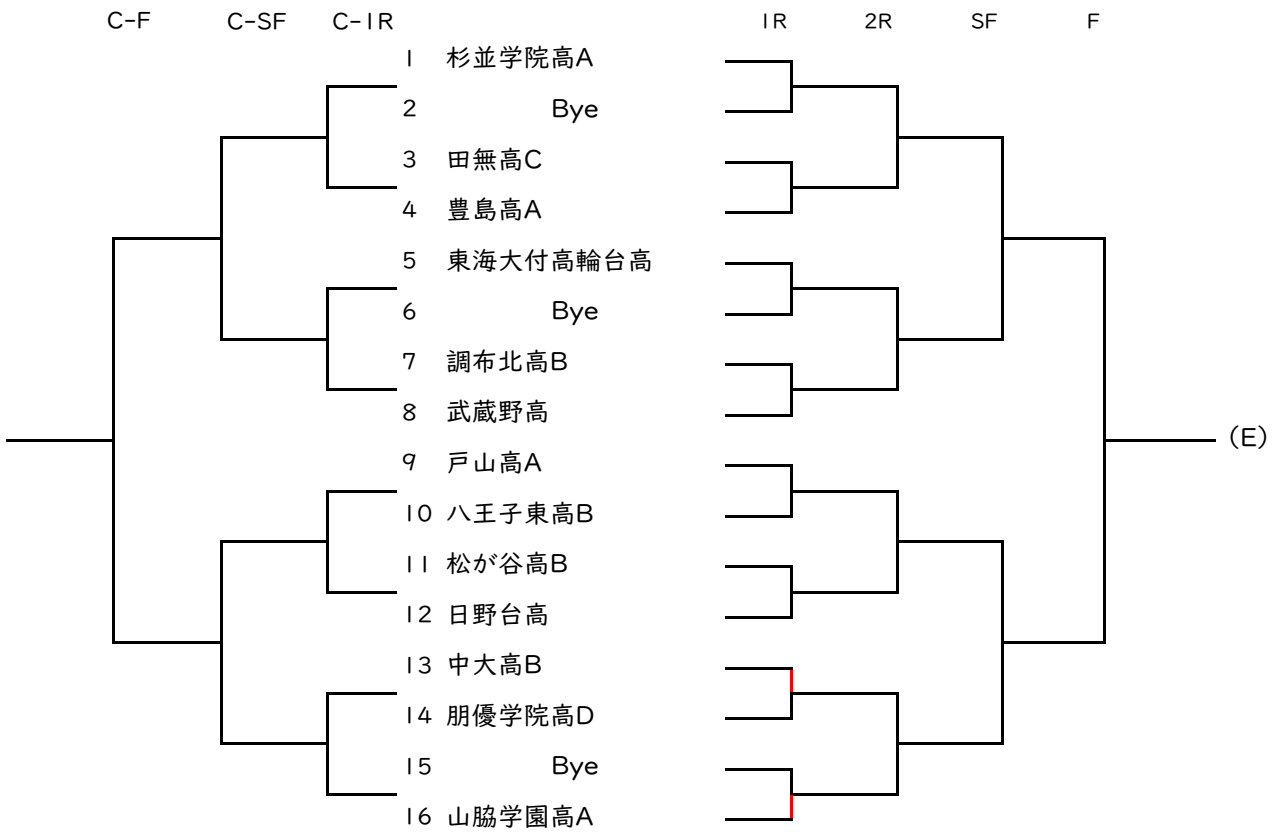 C-F C-SF C-1R 1R 2R SF F
1 杉並学院高A
2 Bye
3 田無高C
4 豊島高A
5 東海大付高輪台高
6 Bye
7 調布北高B
8 武蔵野高
(E)
9 戸山高A
10 八王子東高B
11 松が谷高B
12 日野台高
13 中大高B
14 朋優学院高D
15 Bye
16 山脇学園高A